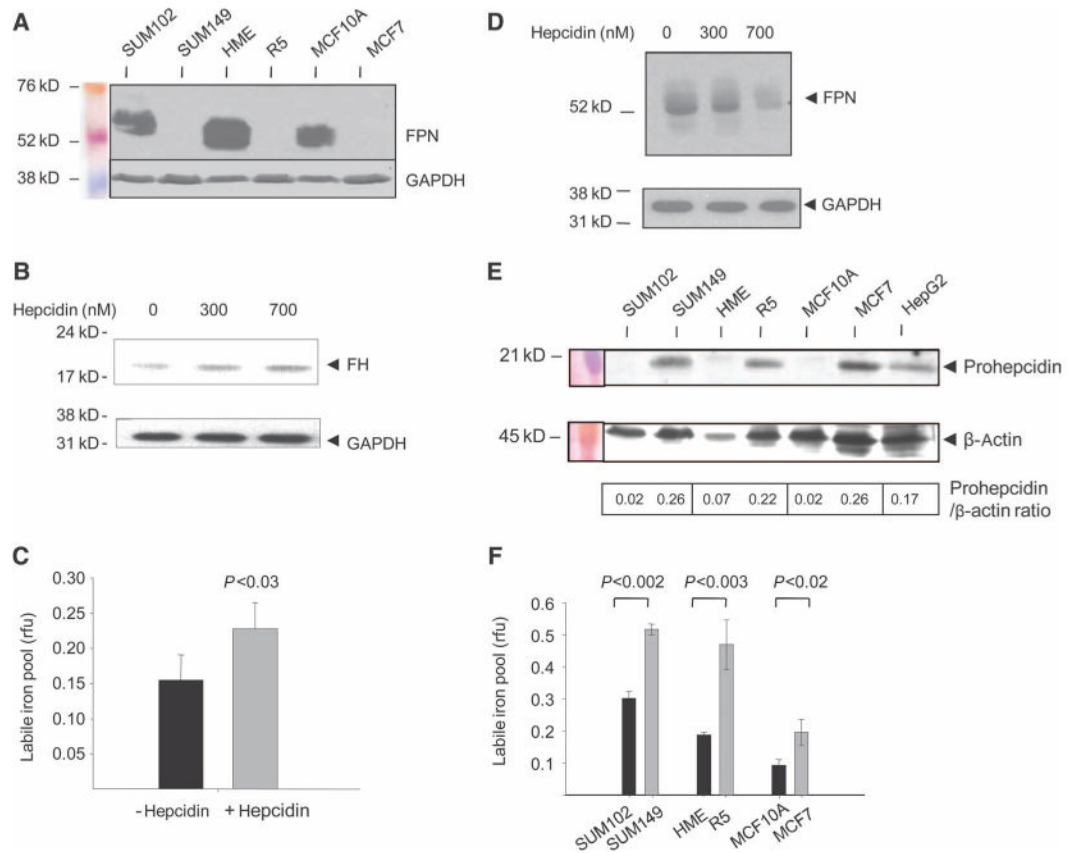 A
SUM102 SUM149 HME R5 MCF10A MCF7
76 kD
52 kD
FPN
38 kD
GAPDH
B
Hepcidin (nM) 0 300 700
24 kD
FH
17 kD
38 kD
31 kD
GAPDH
C
P<0.03
Labile iron pool (rfu)
0.30
0.25
0.20
0.15
0.10
0.05
- Hepcidin + Hepcidin
D
Hepcidin (nM) 0 300 700
FPN
52 kD
38 kD
GAPDH
31 kD
E
SUM102 SUM149 HME R5 MCF10A MCF7 HepG2
21 kD
Prohepcidin
45 kD
β-Actin
0.02 0.26 0.07 0.22 0.02 0.26 0.17
Prohepcidin
/β-actin ratio
F
P<0.002 P<0.003 P<0.02
Labile iron pool (rfu)
0.6
0.5
0.4
0.3
0.2
0.1
SUM102 SUM149 HME R5 MCF10A MCF7